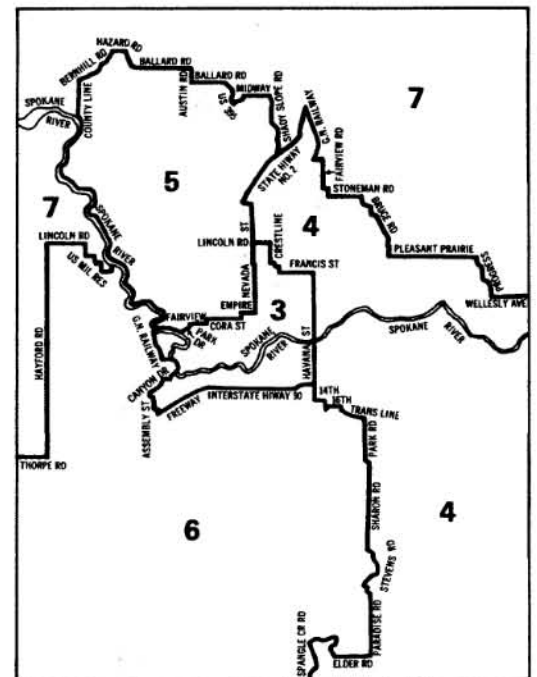 HAZARD RD
BERNHILL RD
BALLARD RD
AUSTIN RD
BALLARD RD
US 395
MIDWAY
SHADY SLOPE RD
G.N. RAILWAY
7
SPOKANE
RIVER
COUNTY LINE
5
STATE HIWAY
NO. 2
FAIRVIEW RD
STONEMAN RD
BRUCE RD
7
SPOKANE
RIVER
4
LINCOLN RD
US MIL RES
LINCOLN RD
NEVADA ST
CRESTLINE
FRANCIS ST
PLEASANT PRAIRIE
PROGRESS
WELLESLY AVE
HAYFORD RD
G.N. RAILWAY
FAIRVIEW
PARK
DR
CORA ST
EMPIRE
3
SPOKANE
RIVER
HAVANA ST
SPOKANE
RIVER
CANYON DR
ASSEMBLY ST
FREEWAY
INTERSTATE HIWAY 90
14TH
16TH
TRANS LINE
PARK RD
THORPE RD
SHARON RD
6
4
STEVENS RD
PARADISE RD
SPANGLE CR RD
ELDER RD